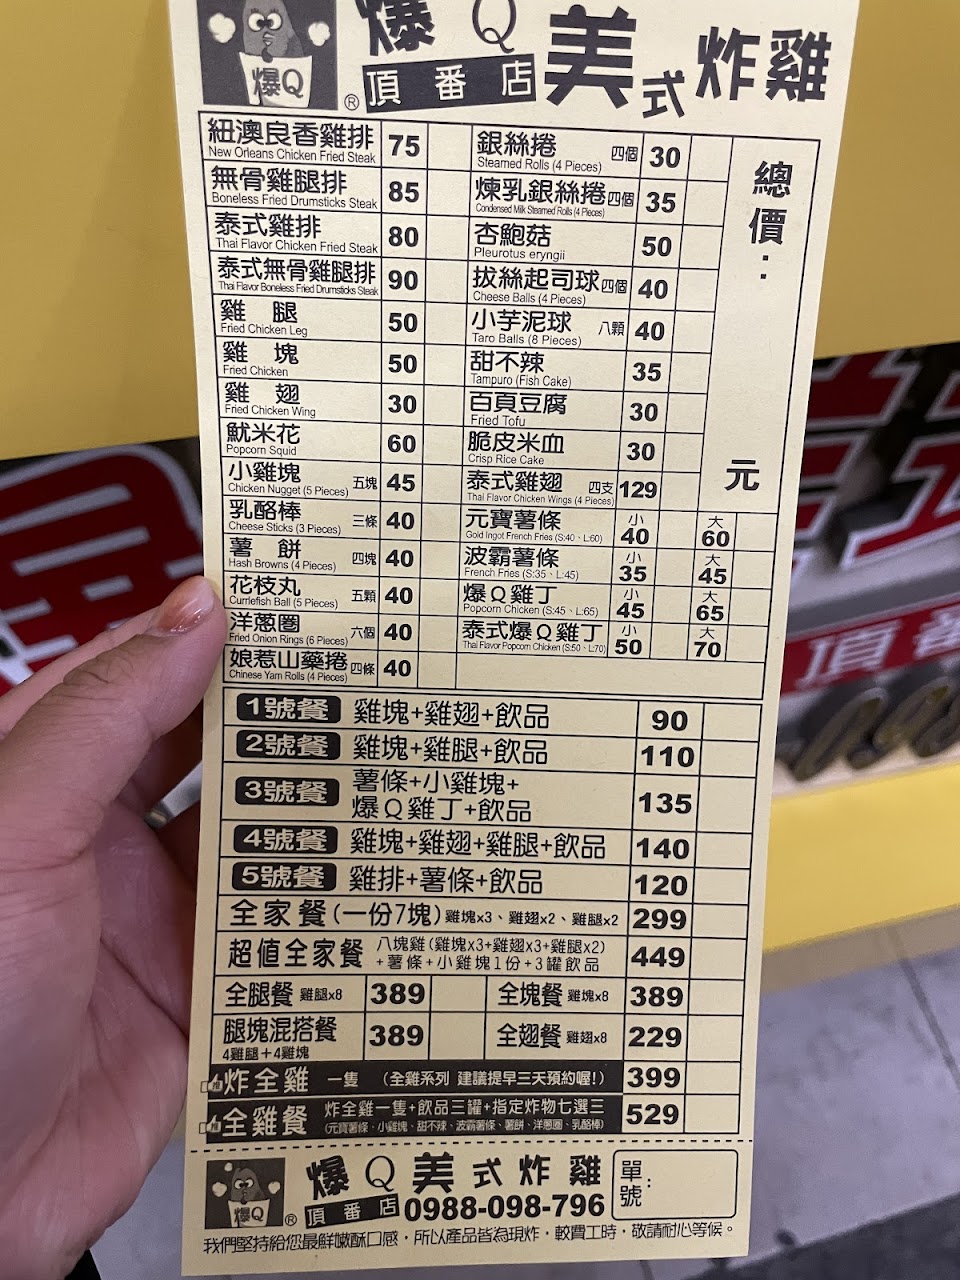 爆Q
®
爆Q美式炸雞
頂番店
紐澳良香雞排 75
New Orleans Chicken Fried Steak
無骨雞腿排 85
Boneless Fried Drumsticks Steak
泰式雞排 80
Thai Flavor Chicken Fried Steak
泰式無骨雞腿排 90
Thai Flavor Boneless Fried Drumsticks Steak
雞 腿 50
Fried Chicken Leg
雞 塊 50
Fried Chicken
雞 翅 30
Fried Chicken Wing
魷米花 60
Popcorn Squid
小雞塊 五塊 45
Chicken Nugget (5 Pieces)
乳酪棒 三條 40
Cheese Sticks (3 Pieces)
薯 餅 四塊 40
Hash Browns (4 Pieces)
花枝丸 五顆 40
Currlefish Ball (5 Pieces)
洋蔥圈 六個 40
Fried Onion Rings (6 Pieces)
娘惹山藥捲 四條 40
Chinese Yam Rolls (4 Pieces)
銀絲捲 四個 30
Steamed Rolls (4 Pieces)
煉乳銀絲捲 四個 35
Condensed Milk Steamed Rolls (4 Pieces)
杏鮑菇 50
Pleurotus eryngii
拔絲起司球 四個 40
Cheese Balls (4 Pieces)
小芋泥球 八顆 40
Taro Balls (8 Pieces)
甜不辣 35
Tampuro (Fish Cake)
百頁豆腐 30
Fried Tofu
脆皮米血 30
Crisp Rice Cake
泰式雞翅 四支 129
Thai Flavor Chicken Wings (4 Pieces)
元寶薯條 小 40 大 60
Gold Ingot French Fries (S:40、L:60)
波霸薯條 小 35 大 45
French Fries (S:35、L:45)
爆Q雞丁 小 45 大 65
Popcorn Chicken (S:45、L:65)
泰式爆Q雞丁 小 50 大 70
Thai Flavor Popcorn Chicken (S:50、L:70)
總價：
元
1號餐 雞塊+雞翅+飲品 90
2號餐 雞塊+雞腿+飲品 110
3號餐 薯條+小雞塊+
爆Q雞丁+飲品 135
4號餐 雞塊+雞翅+雞腿+飲品 140
5號餐 雞排+薯條+飲品 120
全家餐(一份7塊) 雞塊x3、雞翅x2、雞腿x2 299
超值全家餐 八塊雞(雞塊x3+雞翅x3+雞腿x2)
+薯條+小雞塊1份+3罐飲品 449
全腿餐 雞腿x8 389 全塊餐 雞塊x8 389
腿塊混搭餐 389 全翅餐 雞翅x8 229
4雞腿+4雞塊
炸全雞 一隻 (全雞系列 建議提早三天預約喔!) 399
全雞餐 炸全雞一隻+飲品三罐+指定炸物七選三 529
(元寶薯條、小雞塊、甜不辣、波霸薯條、薯餅、洋蔥圈、乳酪棒)
爆Q
®
爆Q美式炸雞
頂番店 0988-098-796
單號：
我們堅持給您最鮮嫩酥口感，所以產品皆為現炸，較費工時，敬請耐心等候。
頂番